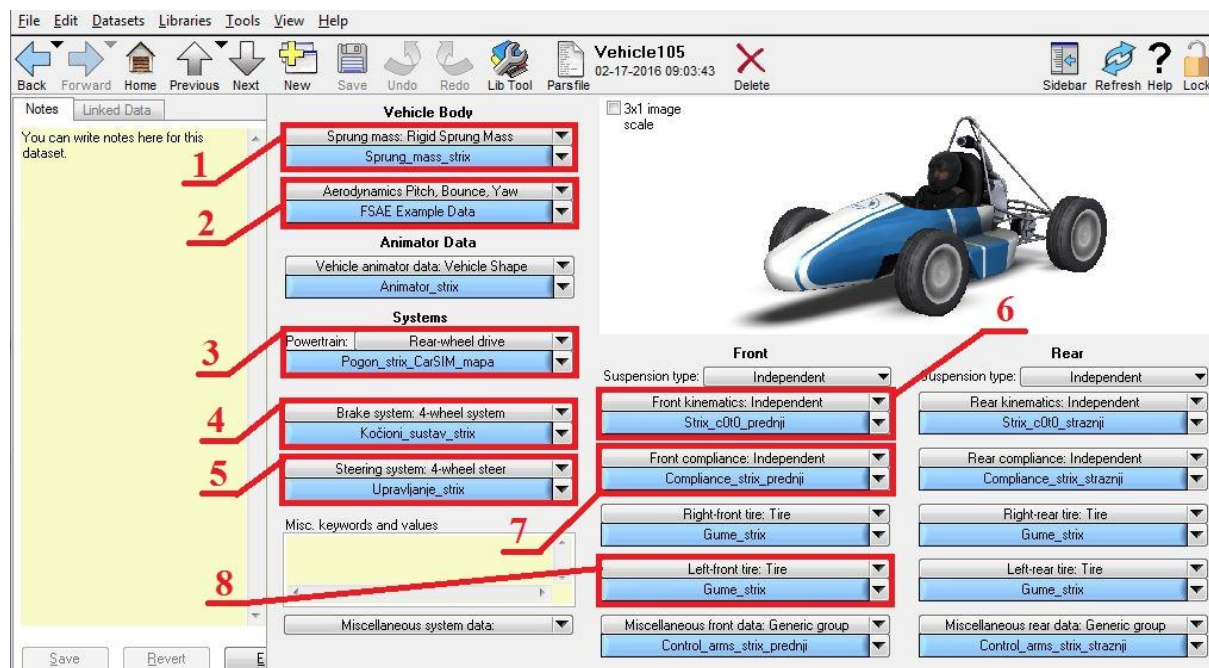 File Edit Datasets Libraries Tools View Help
Back Forward Home Previous Next New Save Undo Redo Lib Tool Parsfile
Vehicle105
02-17-2016 09:03:43
Delete
Sidebar Refresh Help Lock
Notes Linked Data
You can write notes here for this
dataset.
Save Revert E
Vehicle Body
Sprung mass: Rigid Sprung Mass
Sprung_mass_strix
Aerodynamics Pitch, Bounce, Yaw
FSAE Example Data
Animator Data
Vehicle animator data: Vehicle Shape
Animator_strix
Systems
Powertrain: Rear-wheel drive
Pogon_strix_CarSIM_mapa
Brake system: 4-wheel system
Kočioni_sustav_strix
Steering system: 4-wheel steer
Upravljanje_strix
Misc. keywords and values
Miscellaneous system data:
3x1 image
scale
Front
Suspension type: Independent
Front kinematics: Independent
Strix_c0t0_prednji
Front compliance: Independent
Compliance_strix_prednji
Right-front tire: Tire
Gume_strix
Left-front tire: Tire
Gume_strix
Miscellaneous front data: Generic group
Control_arms_strix_prednji
Rear
Suspension type: Independent
Rear kinematics: Independent
Strix_c0t0_straznji
Rear compliance: Independent
Compliance_strix_straznji
Right-rear tire: Tire
Gume_strix
Left-rear tire: Tire
Gume_strix
Miscellaneous rear data: Generic group
Control_arms_strix_straznji
1
2
3
4
5
6
7
8